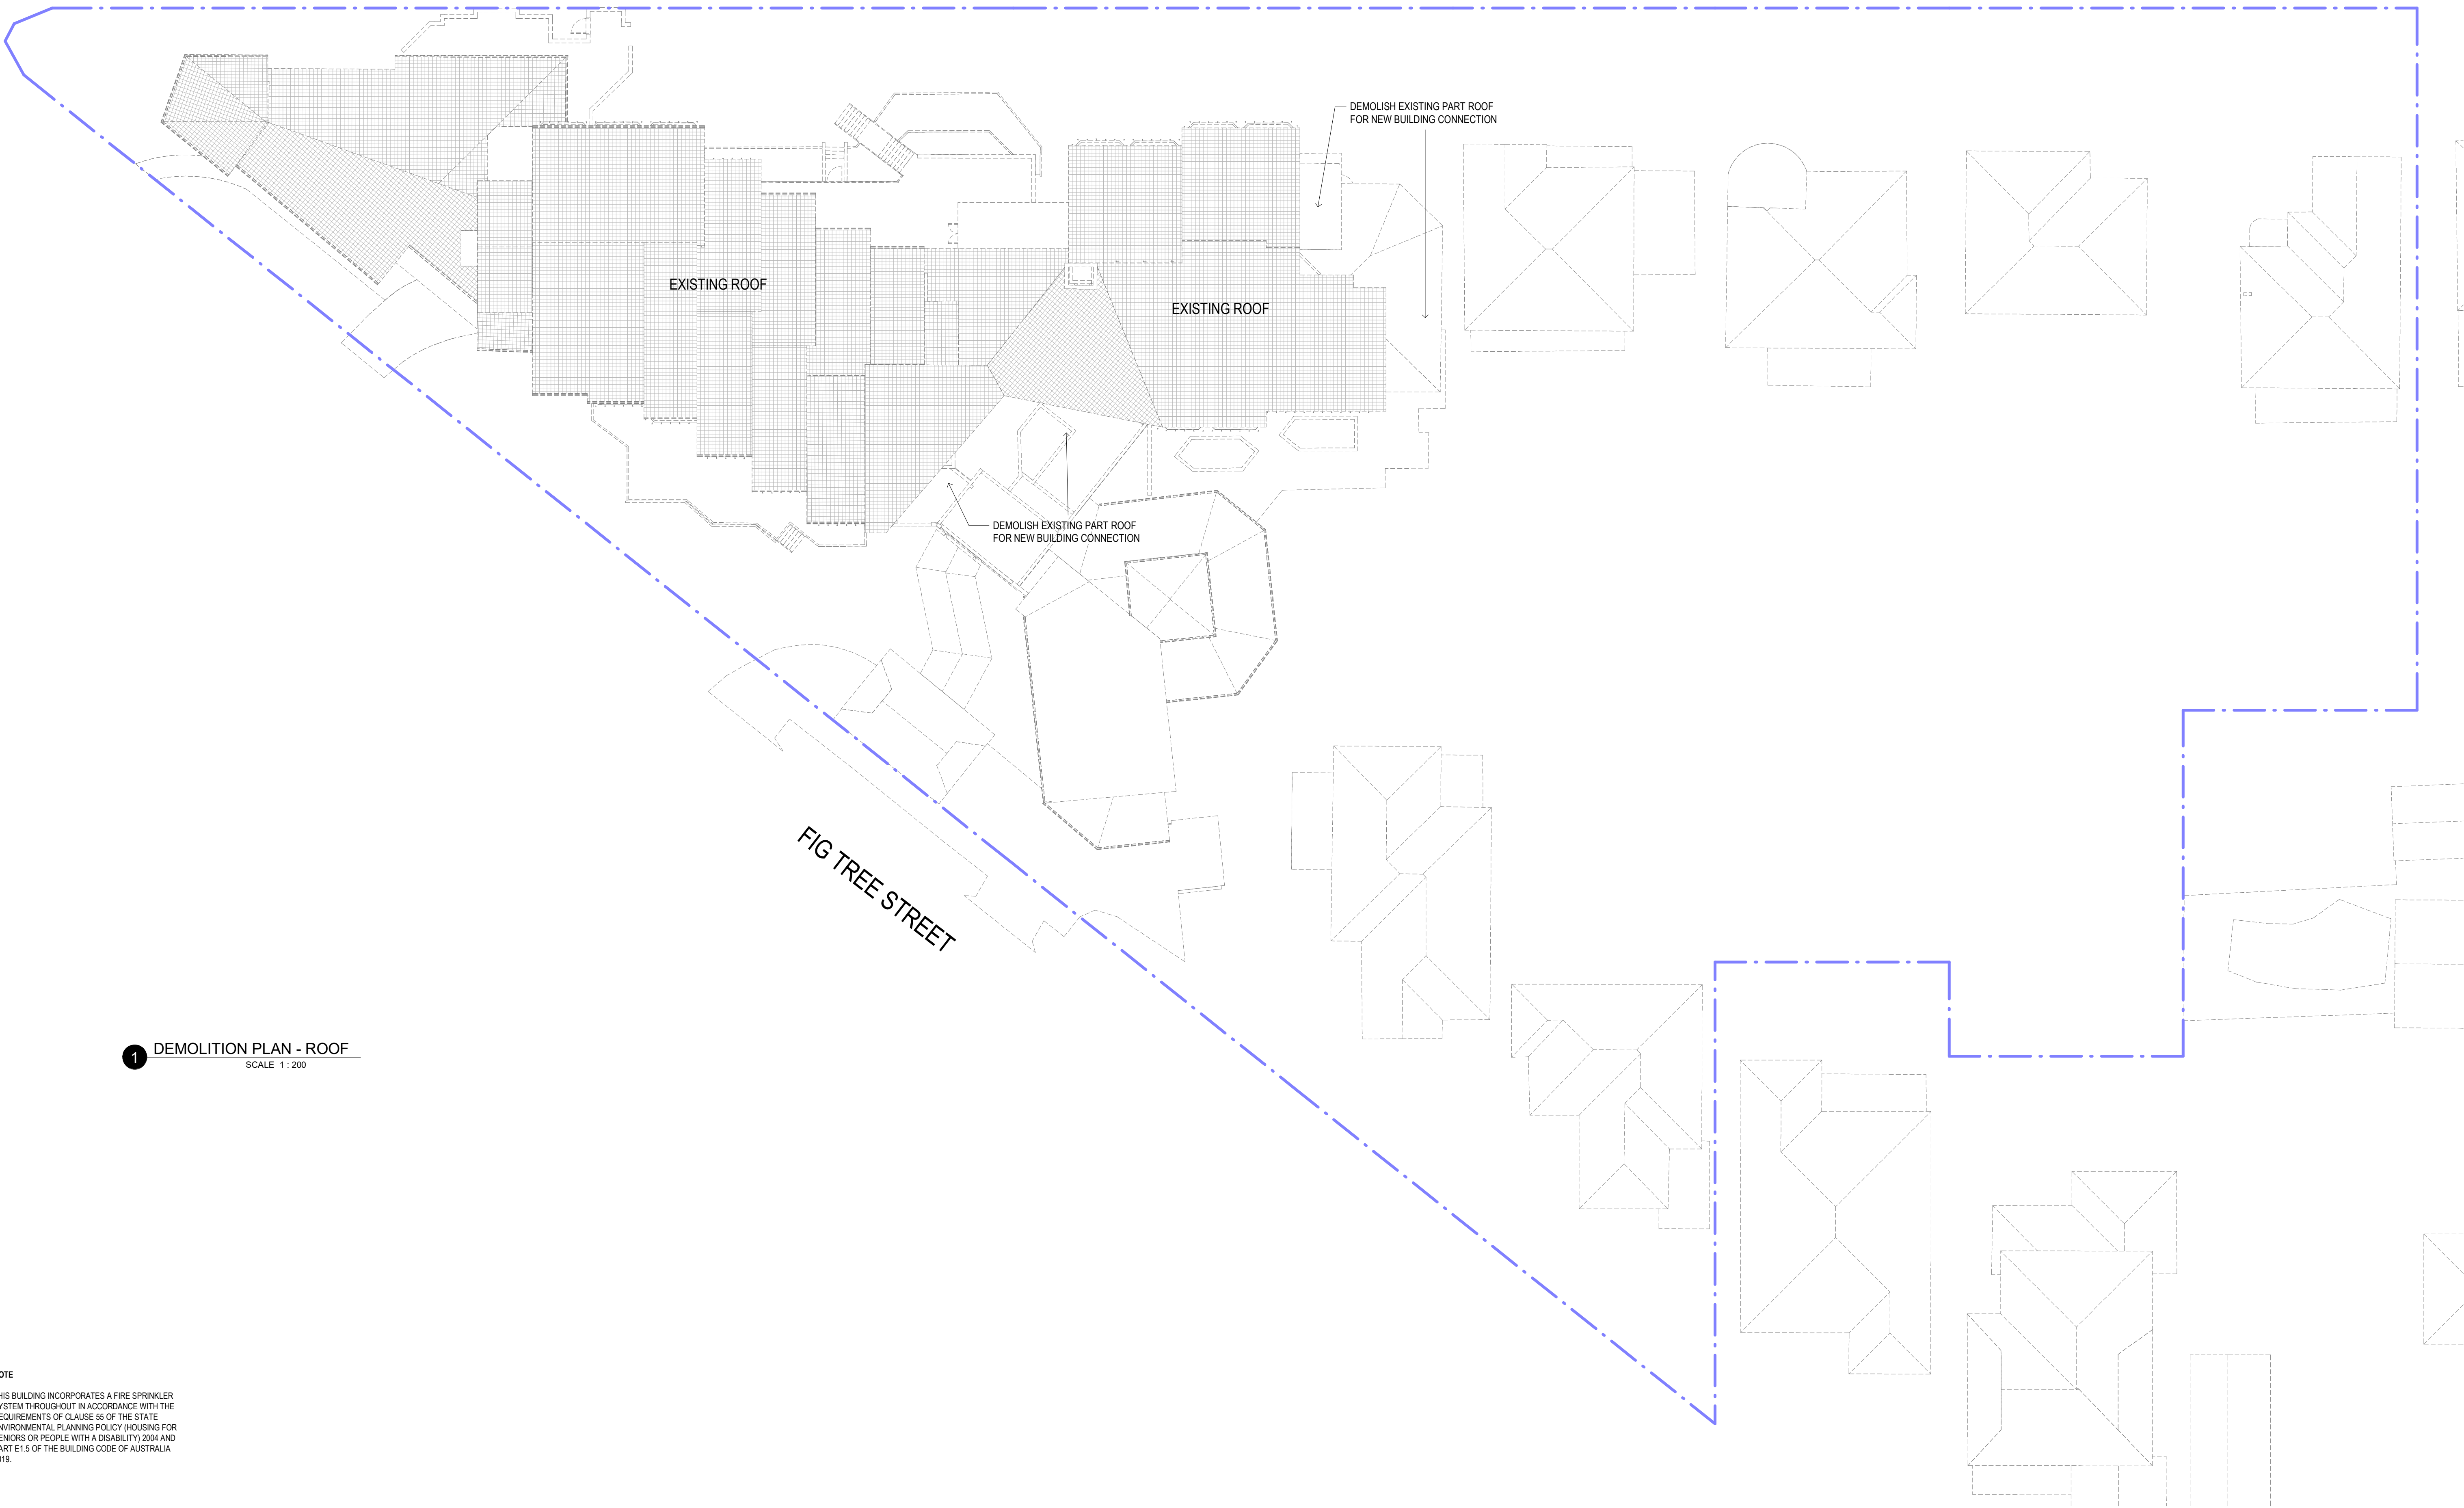 DEMOLISH EXISTING PART ROOF
FOR NEW BUILDING CONNECTION
EXISTING ROOF
EXISTING ROOF
DEMOLISH EXISTING PART ROOF
FOR NEW BUILDING CONNECTION
FIG TREE STREET
1 DEMOLITION PLAN - ROOF
SCALE 1 : 200
OTE
HIS BUILDING INCORPORATES A FIRE SPRINKLER
YSTEM THROUGHOUT IN ACCORDANCE WITH THE
EQUIREMENTS OF CLAUSE 55 OF THE STATE
NVIRONMENTAL PLANNING POLICY (HOUSING FOR
ENIORS OR PEOPLE WITH A DISABILITY) 2004 AND
ART E1.5 OF THE BUILDING CODE OF AUSTRALIA
019.